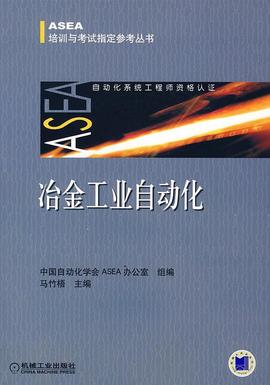 ASEA
培训与考试指定参考丛书
自动化系统工程师资格认证
ASEA
冶金工业自动化
中国自动化学会 ASEA 办公室 组编
马竹梧 主编
机械工业出版社
CHINA MACHINE PRESS